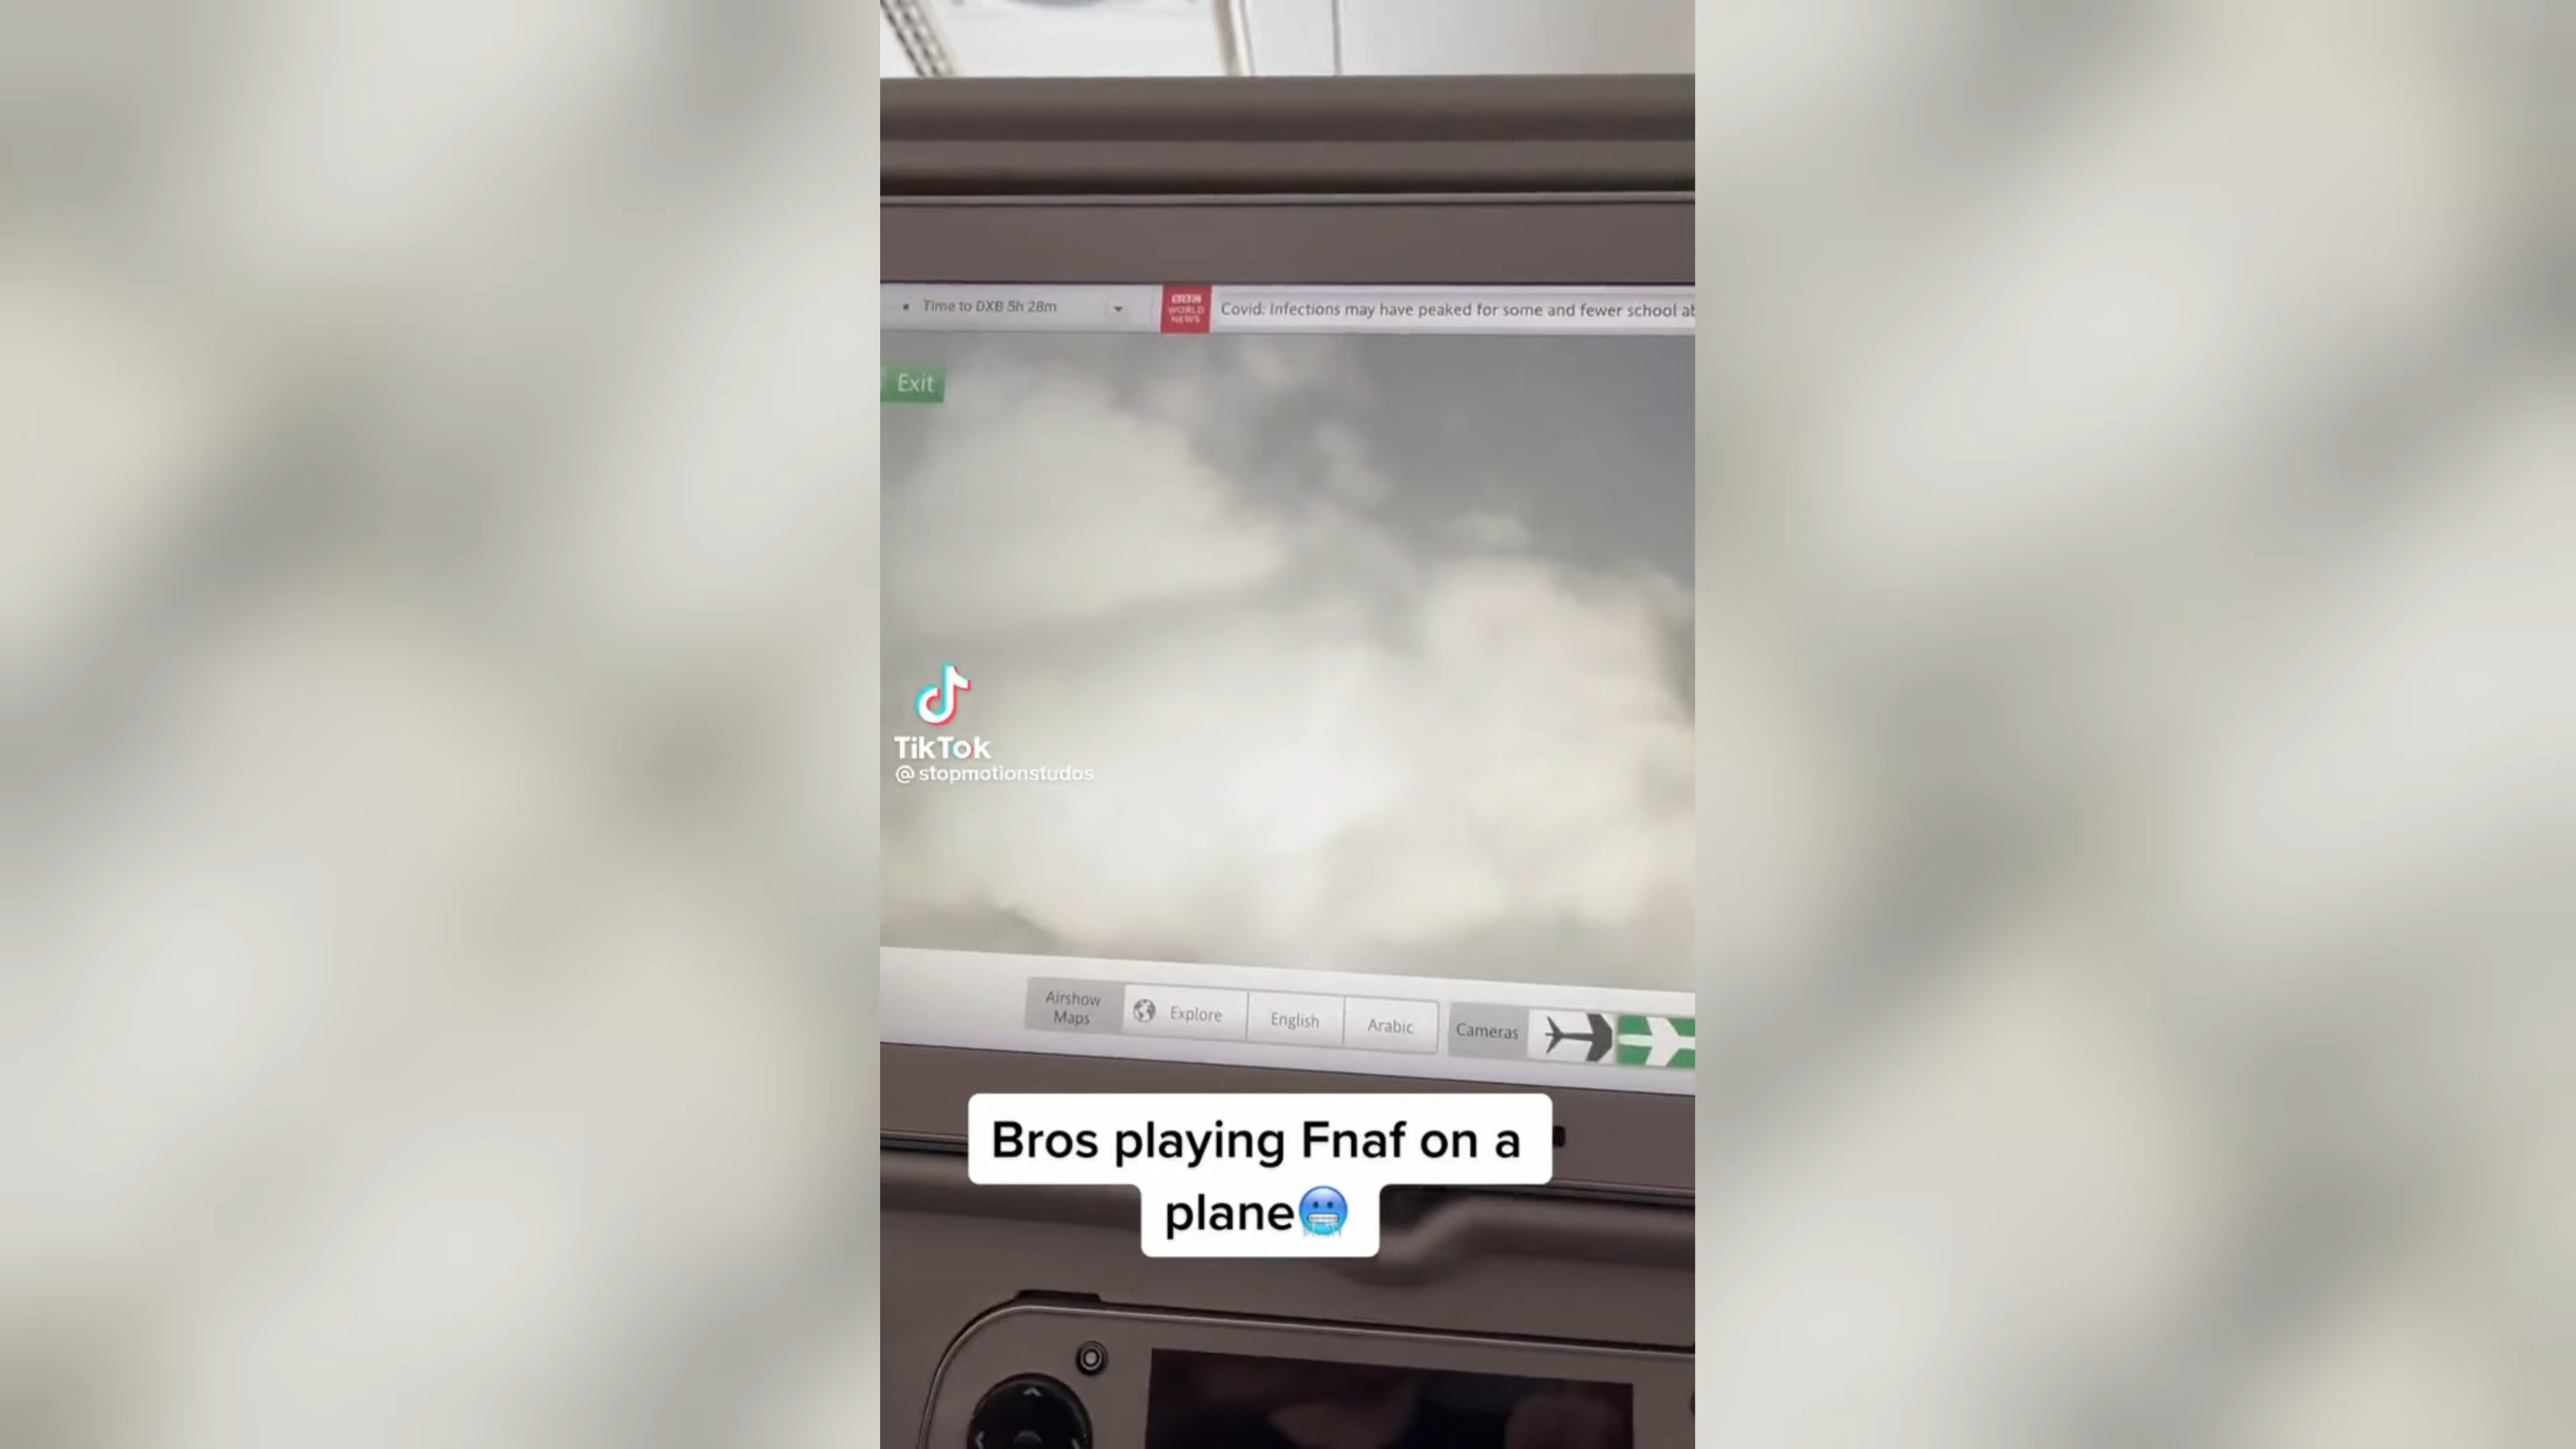 Time to DXB 5h 28m
BBC
WORLD
NEWS
Covid: Infections may have peaked for some and fewer school
Exit
TikTok
@stopmotionstudos
Airshow
Maps
Explore
English
Arabic
Cameras
Bros playing Fnaf on a
plane🥶